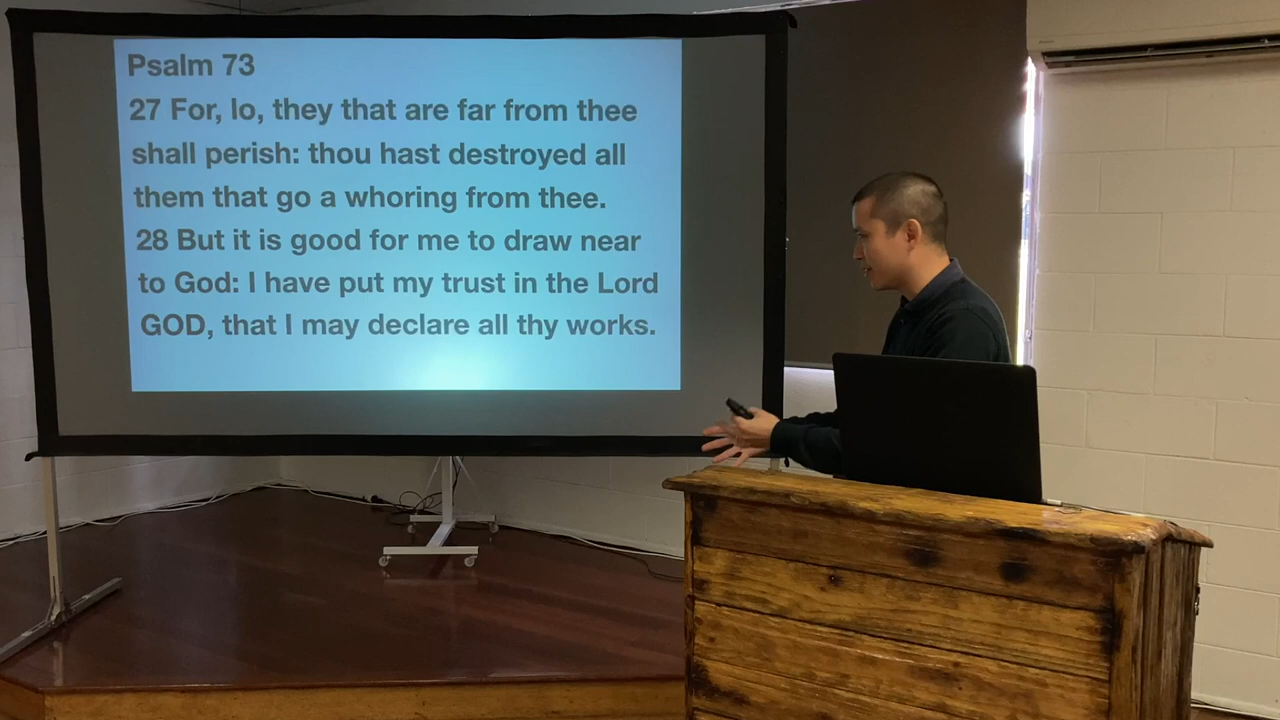 Psalm 73
27 For, lo, they that are far from thee
shall perish: thou hast destroyed all
them that go a whoring from thee.
28 But it is good for me to draw near
to God: I have put my trust in the Lord
GOD, that I may declare all thy works.